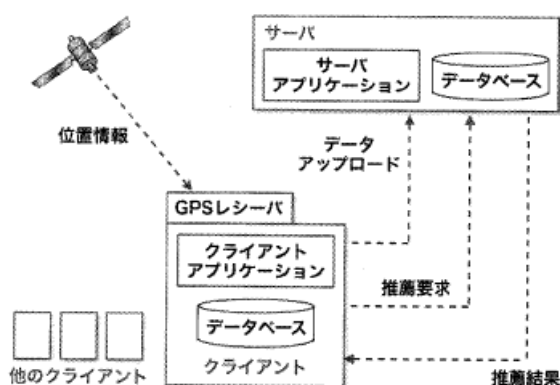 サーバ
サーバ
アプリケーション
データベース
位置情報
データ
アップロード
GPSレシーバ
クライアント
アプリケーション
推薦要求
データベース
クライアント
他のクライアント
推薦結果